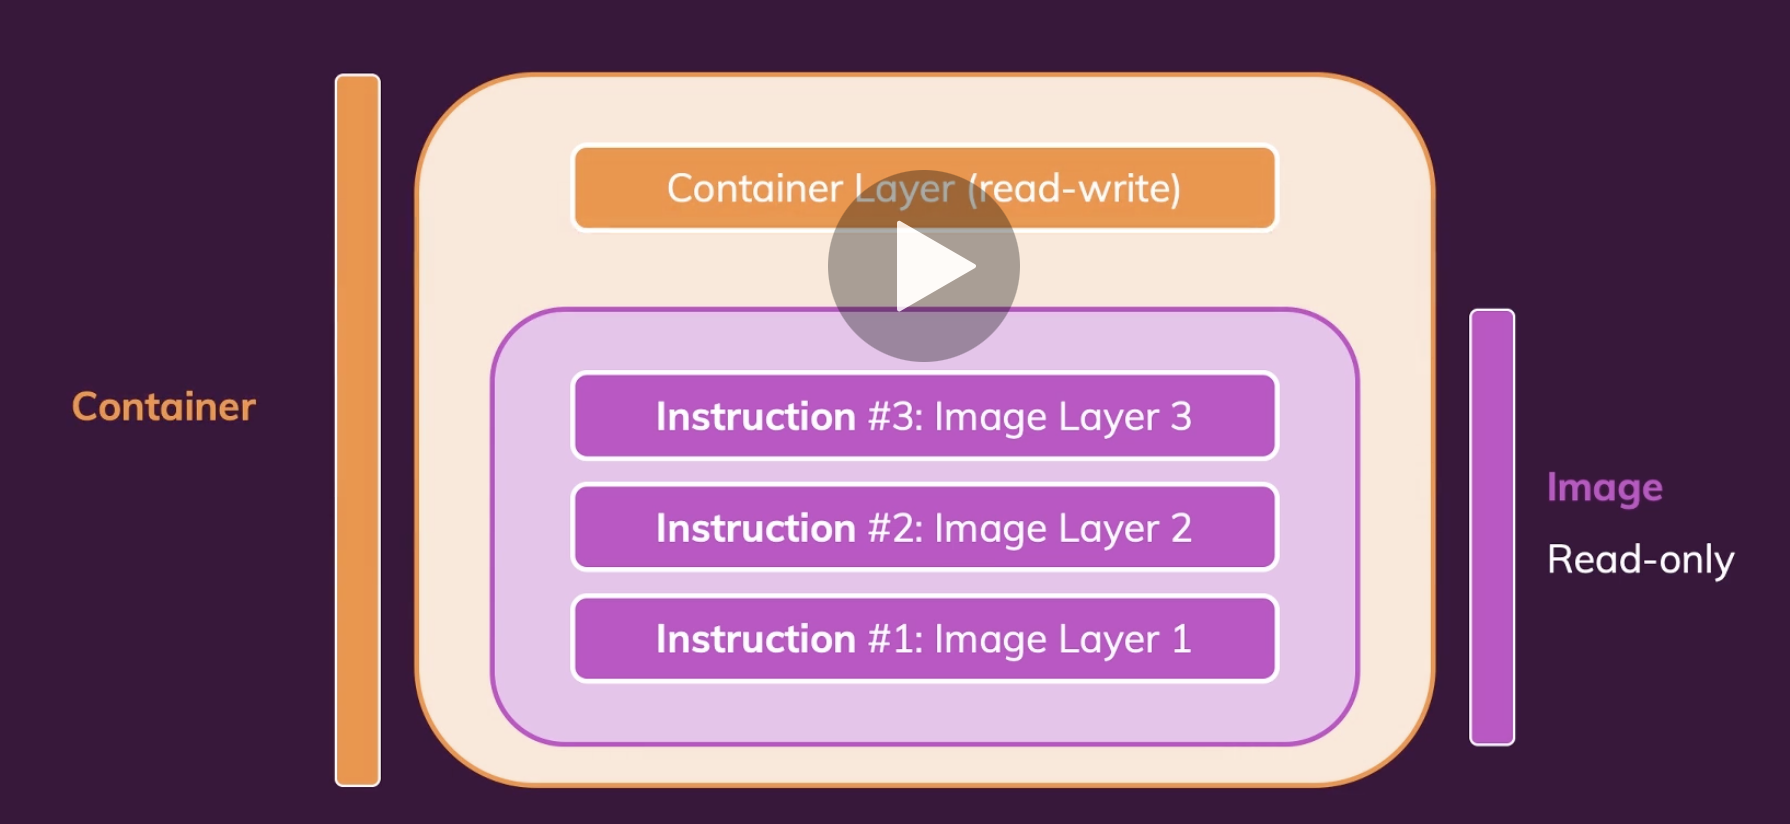 Container Layer (read-write)
Container
Instruction #3: Image Layer 3
Instruction #2: Image Layer 2
Instruction #1: Image Layer 1
Image
Read-only